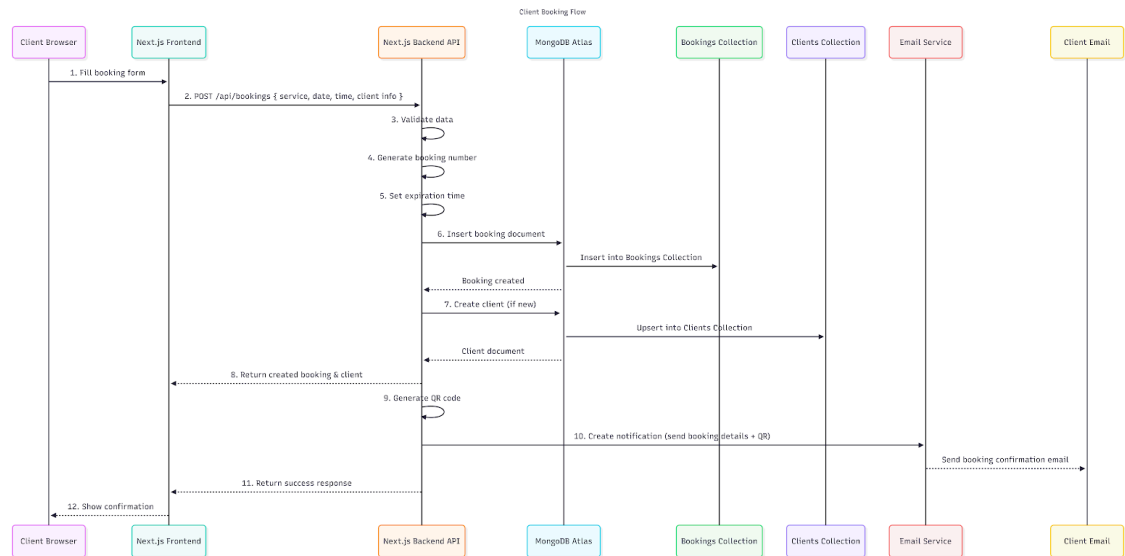 Client Booking Flow
Client Browser
Next.js Frontend
Next.js Backend API
MongoDB Atlas
Bookings Collection
Clients Collection
Email Service
Client Email
1. Fill booking form
2. POST /api/bookings { service, date, time, client info }
3. Validate data
4. Generate booking number
5. Set expiration time
6. Insert booking document
Insert into Bookings Collection
Booking created
7. Create client (if new)
Upsert into Clients Collection
Client document
8. Return created booking & client
9. Generate QR code
10. Create notification (send booking details + QR)
Send booking confirmation email
11. Return success response
12. Show confirmation
Client Browser
Next.js Frontend
Next.js Backend API
MongoDB Atlas
Bookings Collection
Clients Collection
Email Service
Client Email